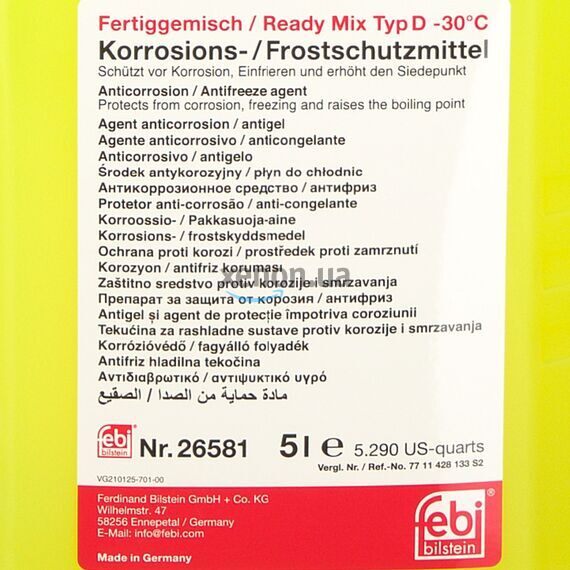 Fertiggemisch / Ready Mix Typ D -30°C
Korrosions- / Frostschutzmittel
Schützt vor Korrosion, Einfrieren und erhöht den Siedepunkt
Anticorrosion / Antifreeze agent
Protects from corrosion, freezing and raises the boiling point
Agent anticorrosion / antigel
Agente anticorrosivo / anticongelante
Anticorrosivo / antigelo
Środek antykorozyjny / płyn do chłodnic
Антикоррозионное средство / антифриз
Protetor anti-corrosão / anti-congelante
Korroossio- / Pakkasuoja-aine
Korrosions- / frostskyddsmedel
Ochrana proti korozi / prostředek proti zamrznutí
Korozyon / antifriz koruması
xenon.ua
Zaštitno sredstvo protiv korozije i smrzavanja
Препарат за защита от корозия / антифриз
Antigel și agent de protecție împotriva coroziunii
Tekućina za rashladne sustave protiv korozije i smrzavanja
Korrózióvédő / fagyálló folyadék
Antifriz hladilna tekočina
Αντιδιαβρωτικό / αντιψυκτικό υγρό
مادة حماية من الصدا / الصقيع
febi bilstein Nr. 26581 5 l e 5.290 US-quarts
Vergl. Nr. / Ref.-No. 77 11 428 133 S2
VG210125-701-00
Ferdinand Bilstein GmbH + Co. KG
Wilhelmstr. 47
58256 Ennepetal / Germany
E-Mail: info@febi.com
Made in Germany
febi
bilstein